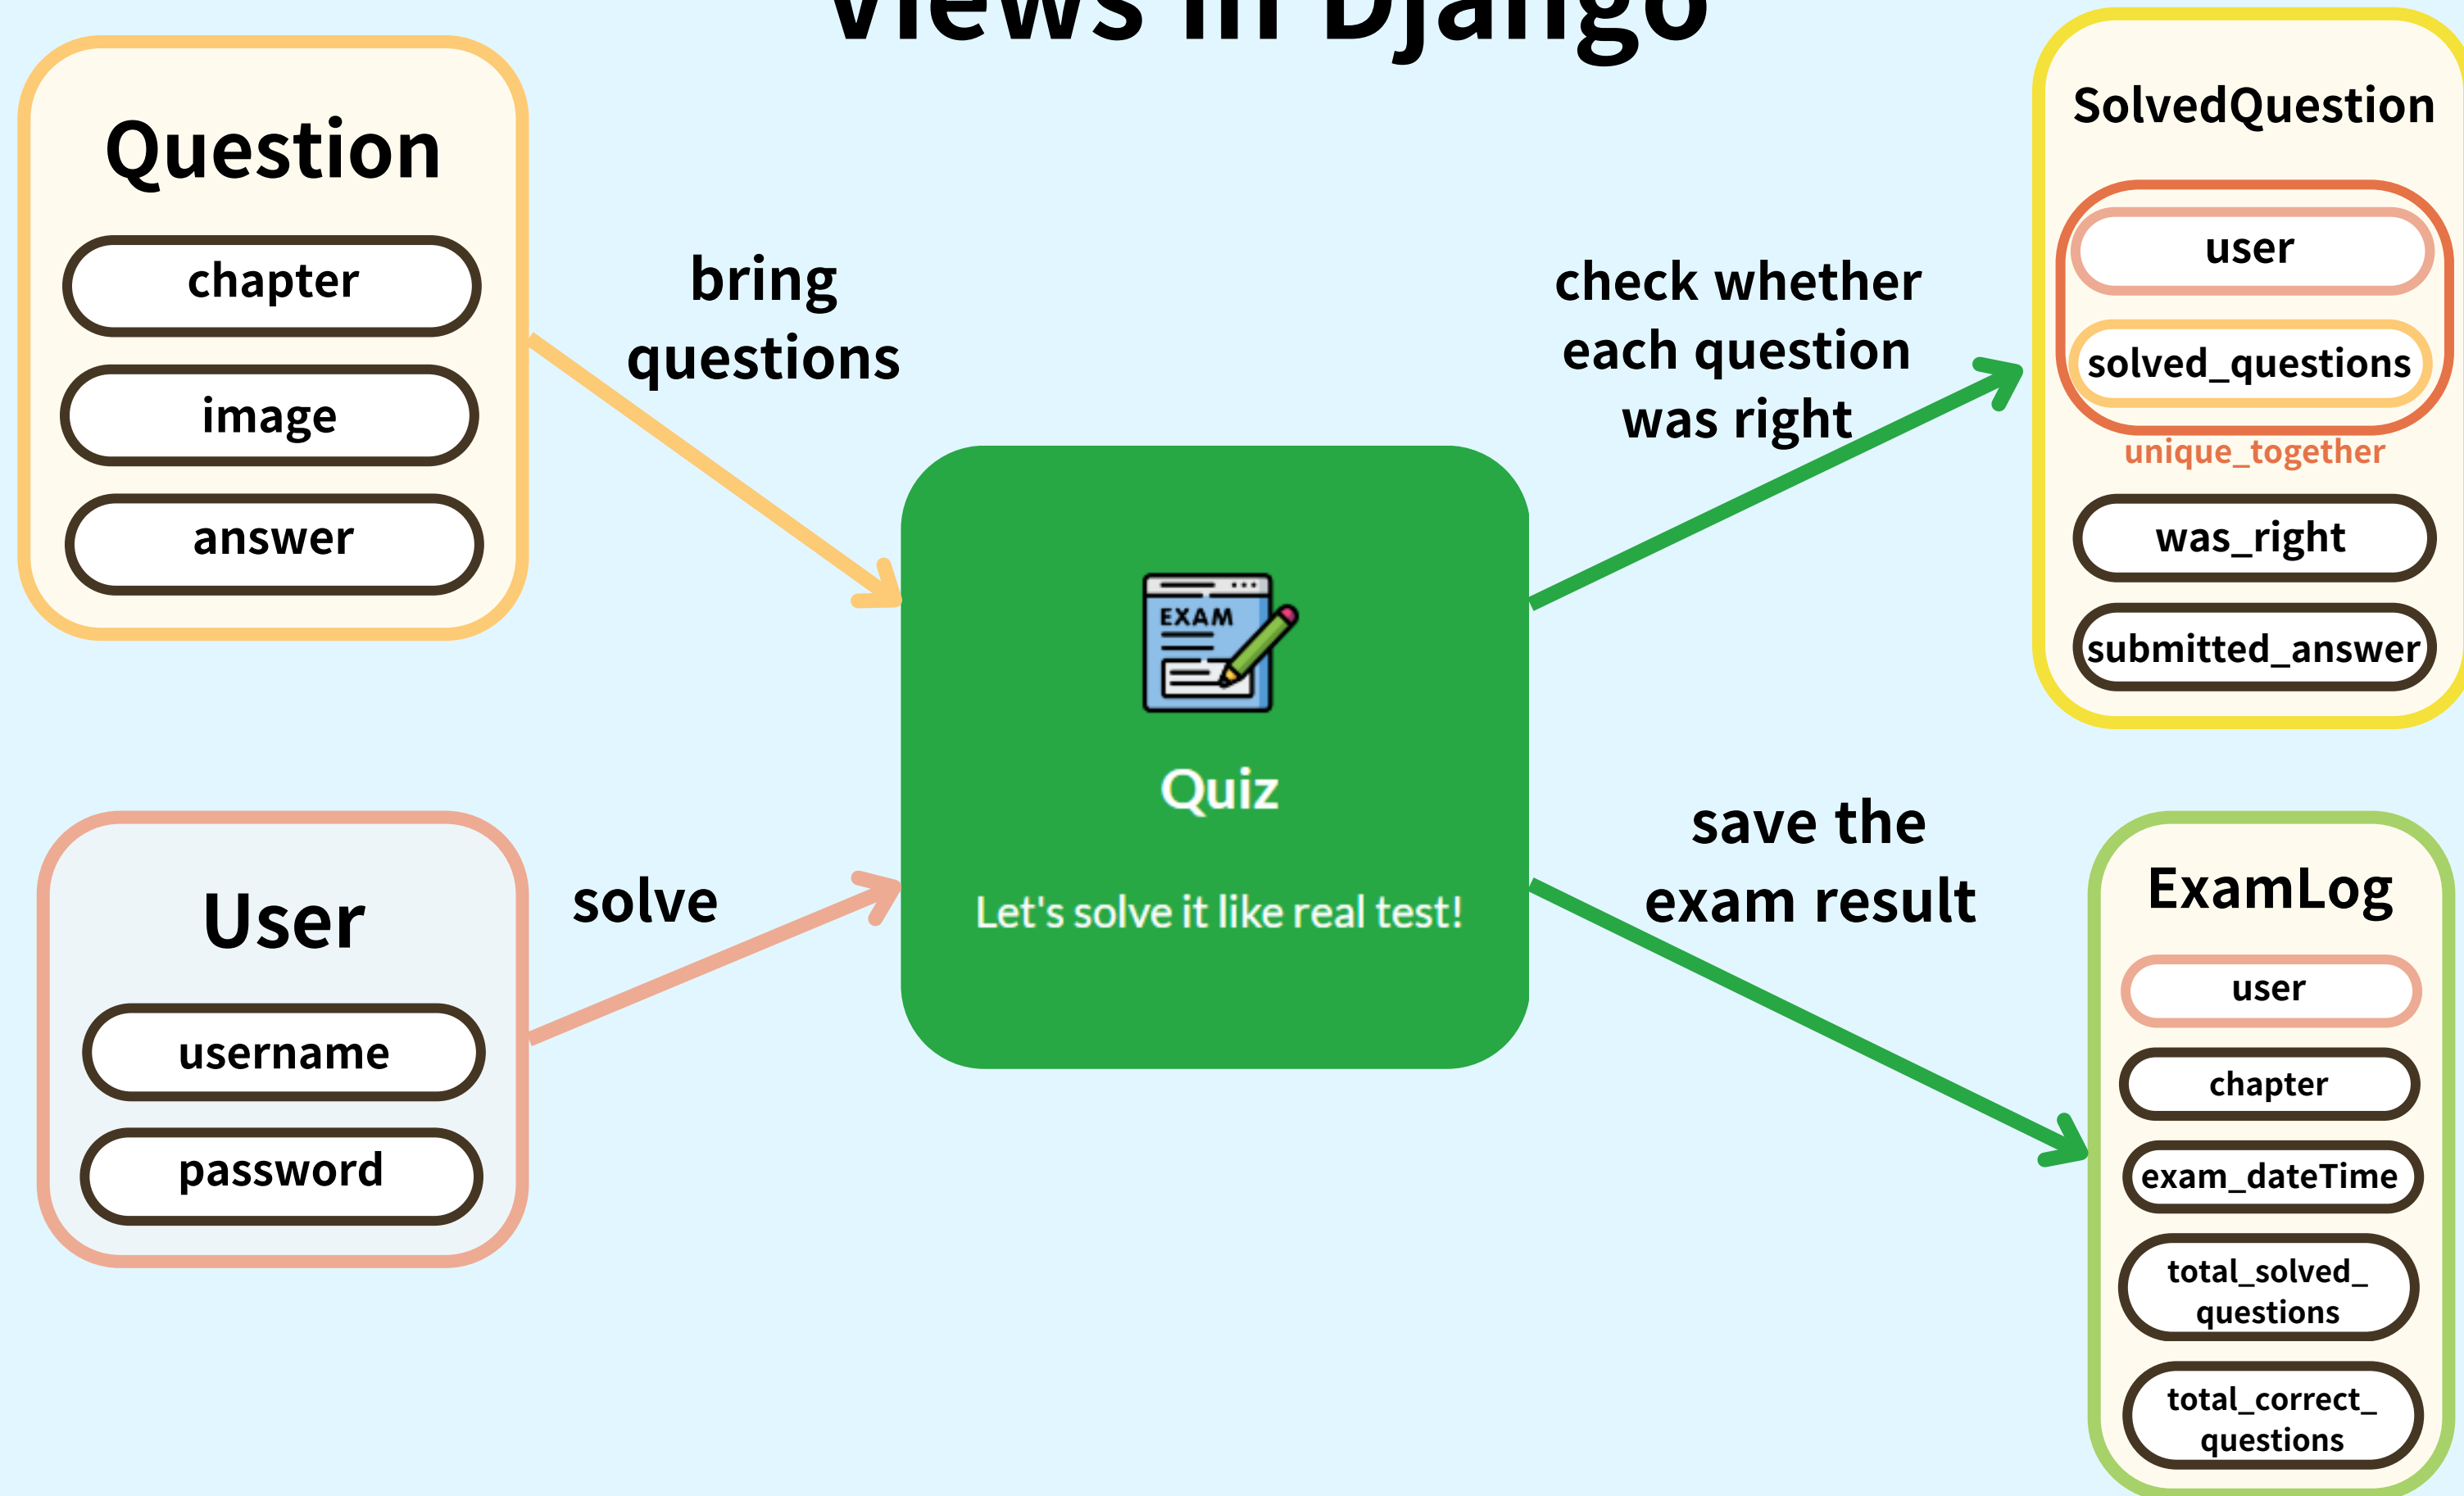 Views in Django
Question
chapter
image
answer
bring
questions
User
username
password
solve
EXAM
Quiz
Let's solve it like real test!
check whether
each question
was right
save the
exam result
SolvedQuestion
user
solved_questions
unique_together
was_right
submitted_answer
ExamLog
user
chapter
exam_dateTime
total_solved_
questions
total_correct_
questions